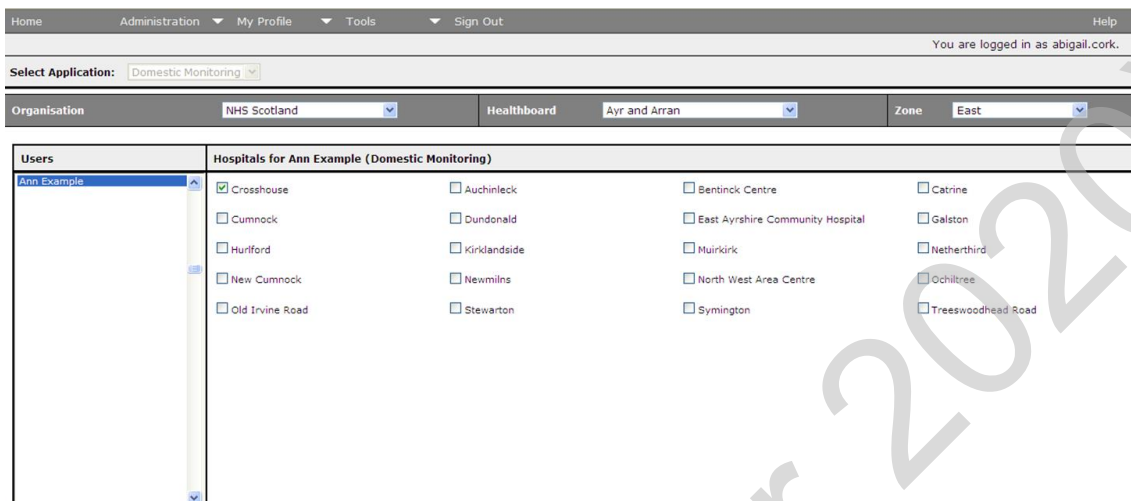 Home Administration My Profile Tools Sign Out Help
You are logged in as abigail.cork.
Select Application: Domestic Monitoring
Organisation NHS Scotland Healthboard Ayr and Arran Zone East
Users Hospitals for Ann Example (Domestic Monitoring)
Ann Example Crosshouse Auchinleck Bentinck Centre Catrine
Cumnock Dundonald East Ayrshire Community Hospital Galston
Hurlford Kirklandside Muirkirk Netherthird
New Cumnock Newmilns North West Area Centre Ochiltree
Old Irvine Road Stewarton Symington Treeswoodhead Road